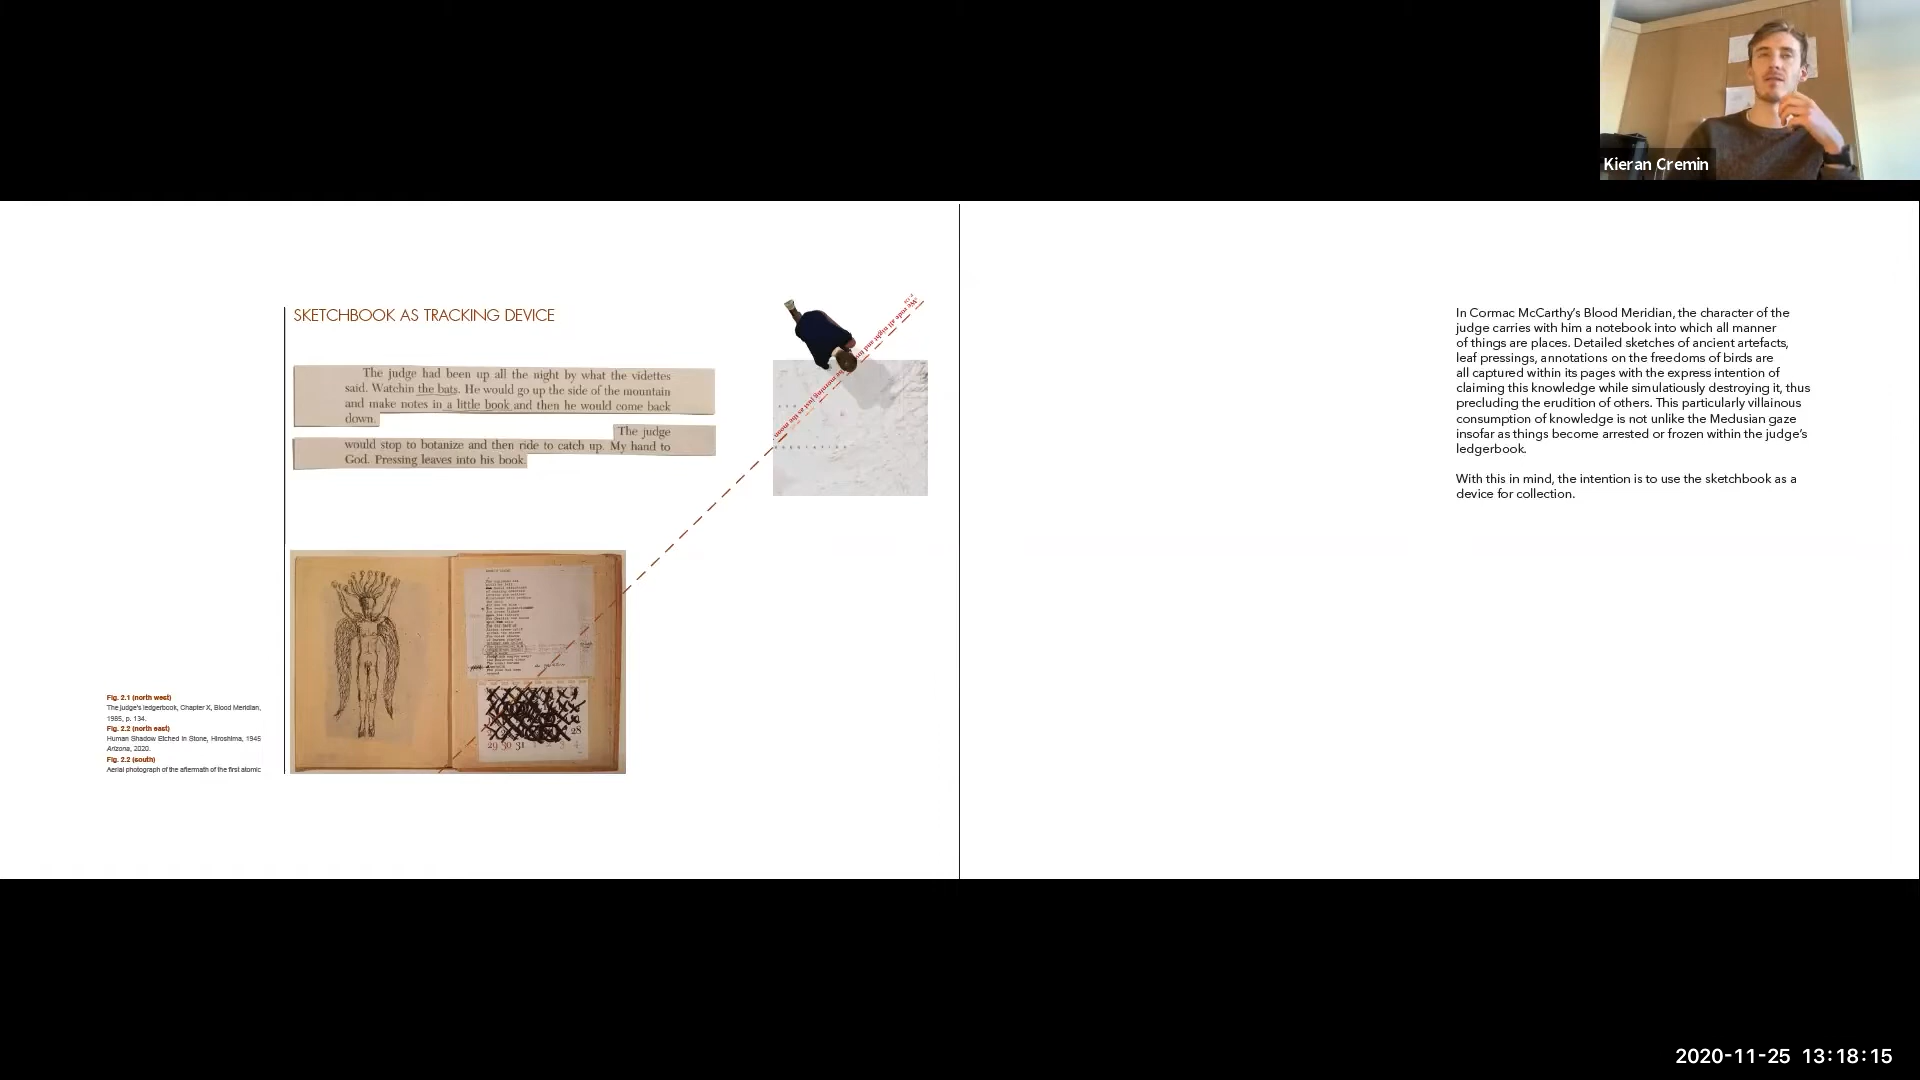 Kieran Cremin
SKETCHBOOK AS TRACKING DEVICE
The judge had been up all the night by what the videttes
said. Watchin the bats. He would go up the side of the mountain
and make notes in a little book and then he would come back
down.
The judge
would stop to botanize and then ride to catch up. My hand to
God. Pressing leaves into his book.
We rode all night and
the morning just as the moon
28
29 30 31
Fig. 2.1 (north west)
The judge's ledgerbook, Chapter X, Blood Meridian,
1985, p. 134.
Fig. 2.2 (north east)
Human Shadow Etched in Stone, Hiroshima, 1945
Arizona, 2020.
Fig. 2.2 (south)
Aerial photograph of the aftermath of the first atomic
In Cormac McCarthy's Blood Meridian, the character of the
judge carries with him a notebook into which all manner
of things are places. Detailed sketches of ancient artefacts,
leaf pressings, annotations on the freedoms of birds are
all captured within its pages with the express intention of
claiming this knowledge while simulatiously destroying it, thus
precluding the erudition of others. This particularly villainous
consumption of knowledge is not unlike the Medusian gaze
insofar as things become arrested or frozen within the judge's
ledgerbook.
With this in mind, the intention is to use the sketchbook as a
device for collection.
2020-11-25 13:18:15